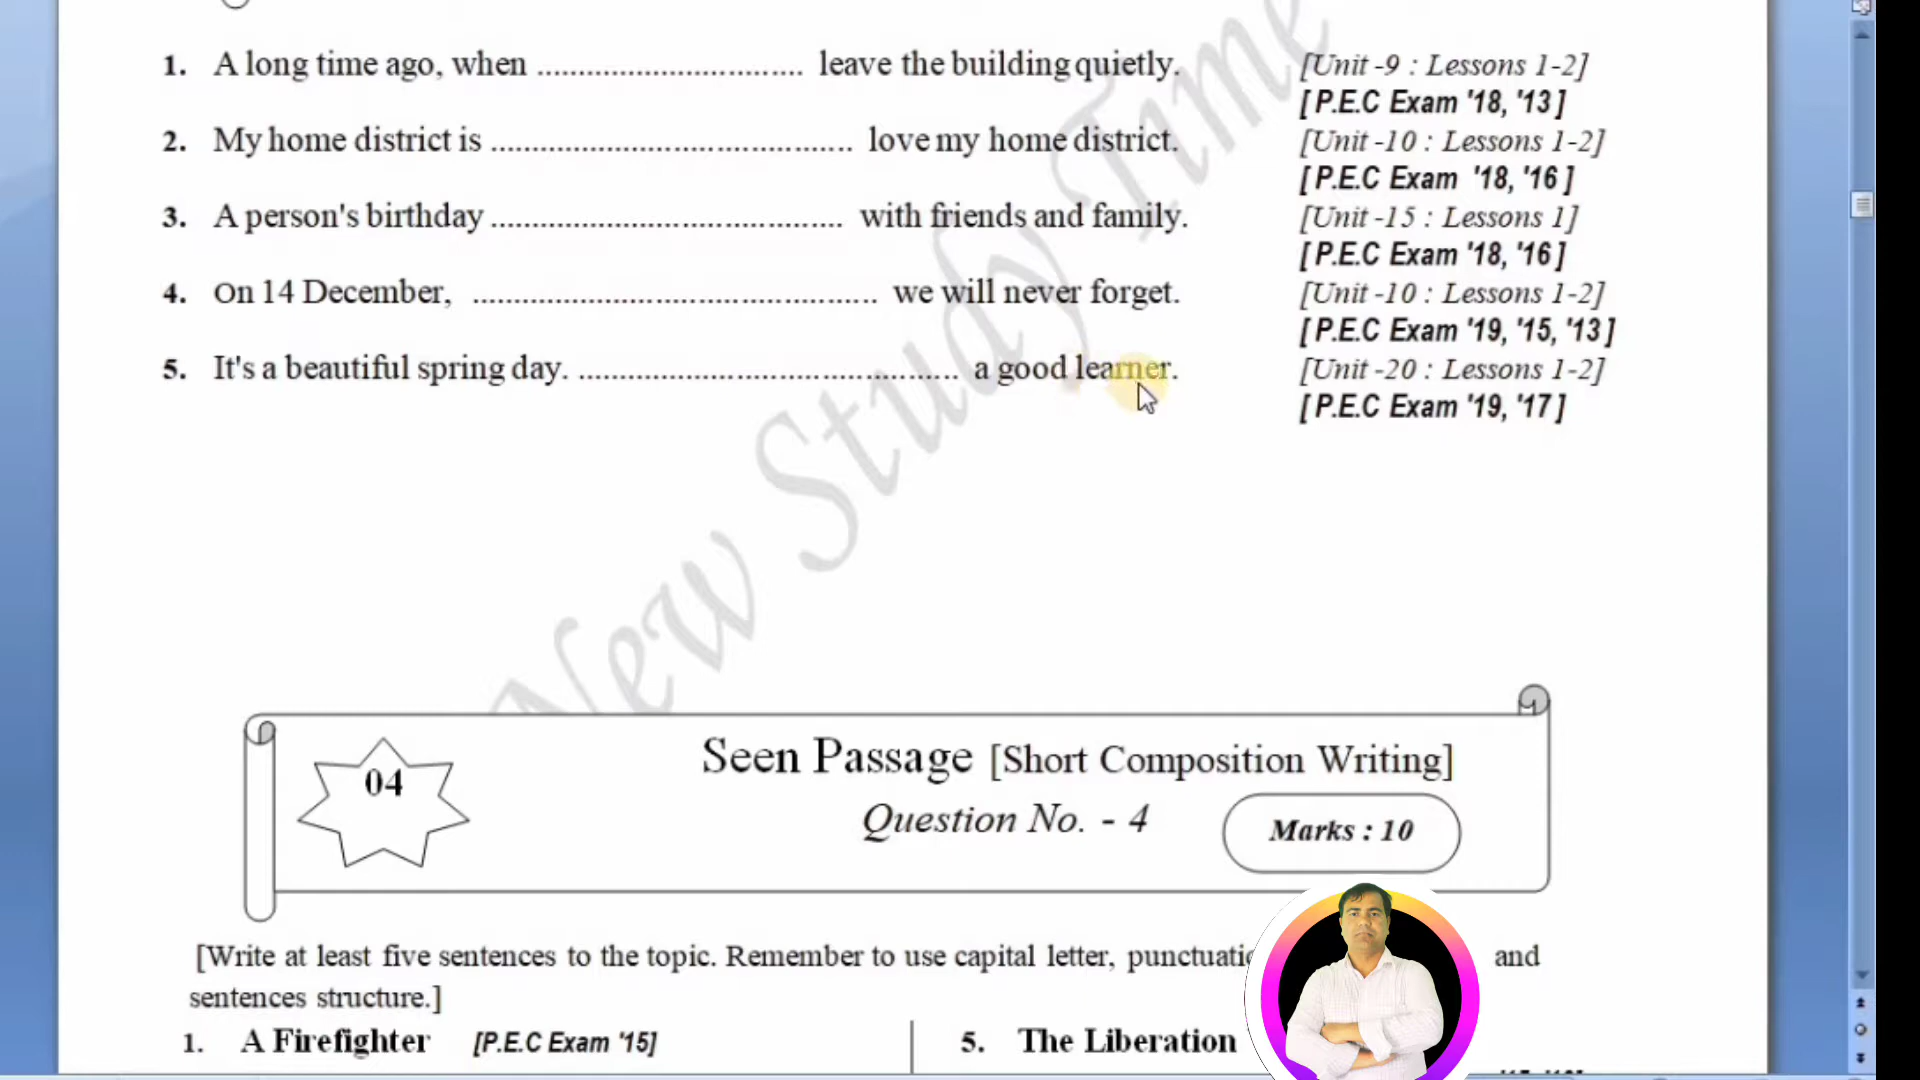 1. A long time ago, when ................................ leave the building quietly. [Unit -9 : Lessons 1-2]
[P.E.C Exam '18, '13]
2. My home district is ............................................ love my home district. [Unit -10 : Lessons 1-2]
[P.E.C Exam '18, '16]
3. A person's birthday ........................................... with friends and family. [Unit -15 : Lessons 1]
[P.E.C Exam '18, '16]
4. On 14 December, ................................................. we will never forget. [Unit -10 : Lessons 1-2]
[P.E.C Exam '19, '15, '13]
5. It's a beautiful spring day. .............................................. a good learner. [Unit -20 : Lessons 1-2]
[P.E.C Exam '19, '17]
New Study Time
04
Seen Passage [Short Composition Writing]
Question No. - 4
Marks : 10
[Write at least five sentences to the topic. Remember to use capital letter, and
sentences structure.]
1. A Firefighter [P.E.C Exam '15]
5. The Liberation